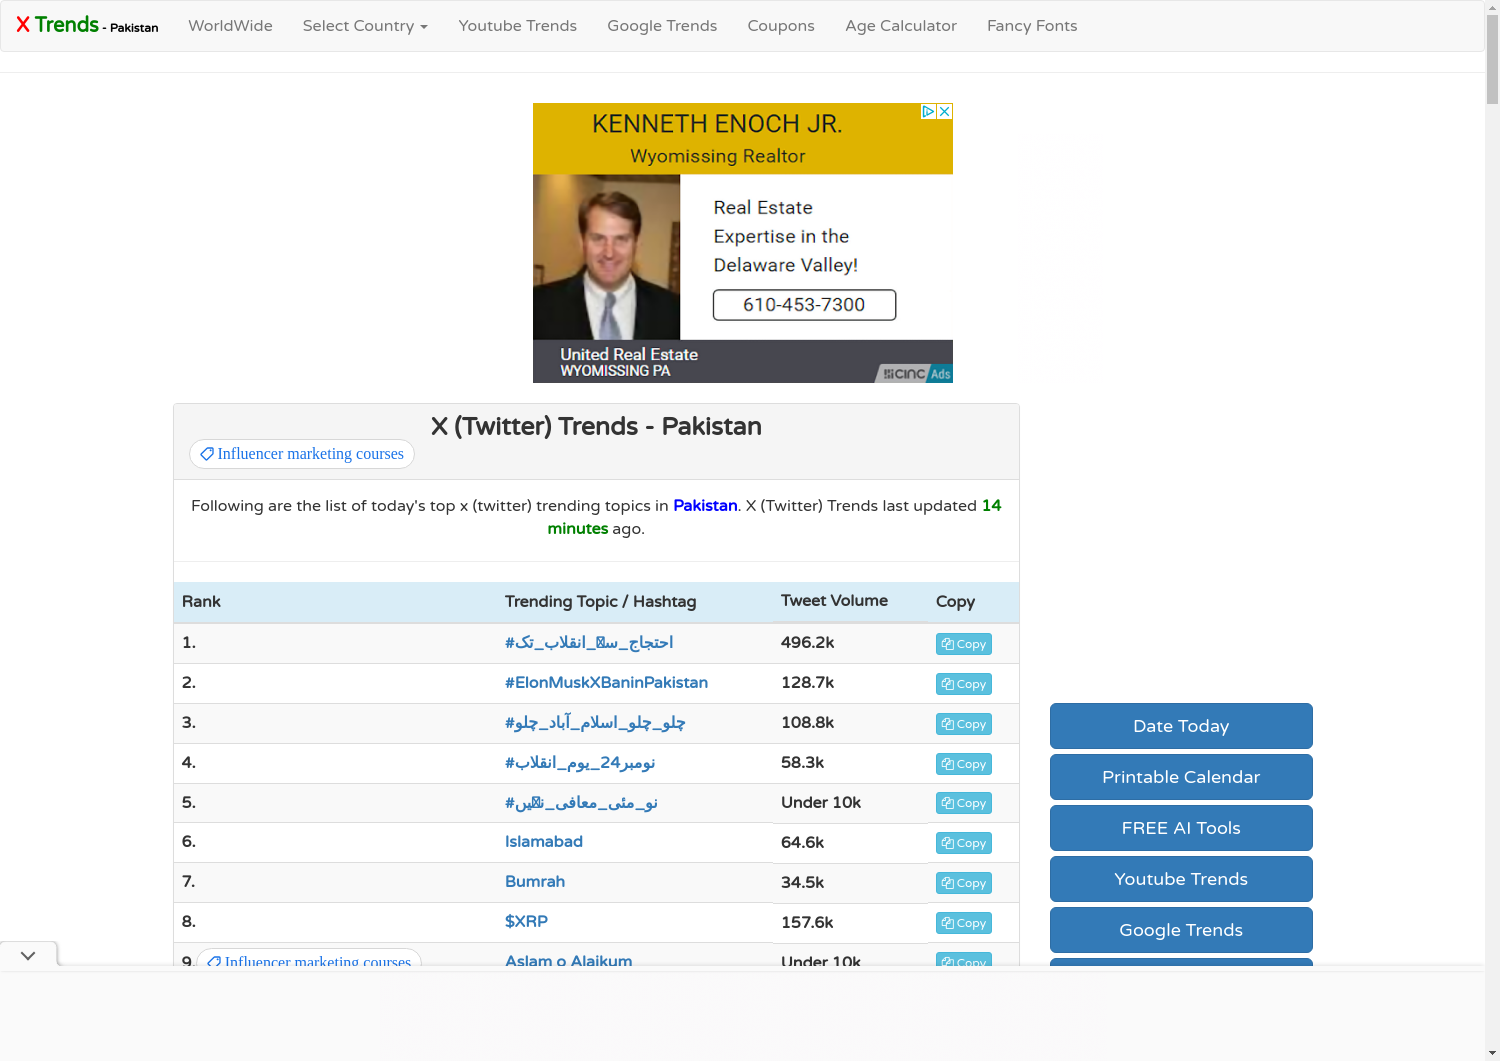 X Trends - Pakistan WorldWide Select Country Youtube Trends Google Trends Coupons Age Calculator Fancy Fonts
KENNETH ENOCH JR.
Wyomissing Realtor
Real Estate
Expertise in the
Delaware Valley!
610-453-7300
United Real Estate
WYOMISSING PA
CINC Ads
X (Twitter) Trends - Pakistan
Influencer marketing courses
Following are the list of today's top x (twitter) trending topics in Pakistan. X (Twitter) Trends last updated 14
minutes ago.
Rank Trending Topic / Hashtag Tweet Volume Copy
1. #احتجاج_سے_انقلاب_تک 496.2k Copy
2. #ElonMuskXBaninPakistan 128.7k Copy
3. #چلو_چلو_اسلام_آباد_چلو 108.8k Copy
4. #نومبر24_یوم_انقلاب 58.3k Copy
5. #نو_مئی_معافی_نہیں Under 10k Copy
6. Islamabad 64.6k Copy
7. Bumrah 34.5k Copy
8. $XRP 157.6k Copy
9. Influencer marketing courses Aslam o Alaikum Under 10k Copy
Date Today
Printable Calendar
FREE AI Tools
Youtube Trends
Google Trends